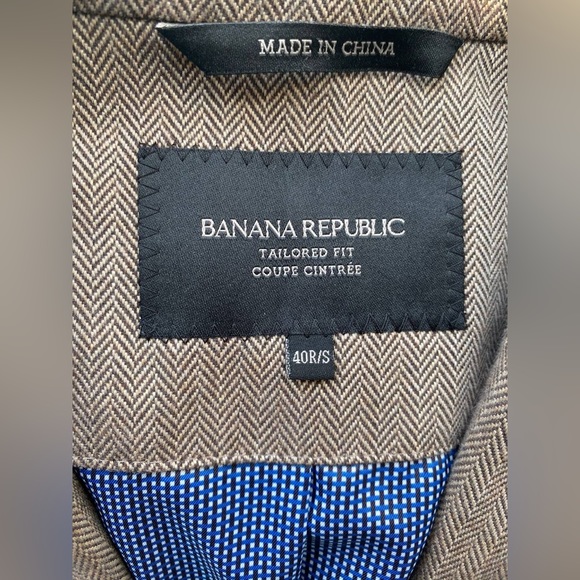 MADE IN CHINA
BANANA REPUBLIC
TAILORED FIT
COUPE CINTRÉE
40R/S